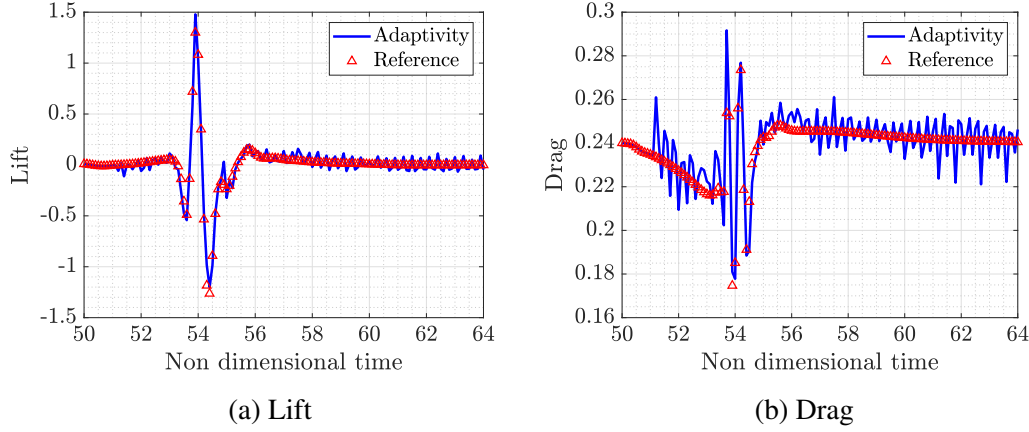 Adaptivity
Reference
1.5
1
0.5
0
-0.5
-1
-1.5
Lift
50 52 54 56 58 60 62 64
Non dimensional time
(a) Lift
Adaptivity
Reference
0.3
0.28
0.26
0.24
0.22
0.2
0.18
0.16
Drag
50 52 54 56 58 60 62 64
Non dimensional time
(b) Drag